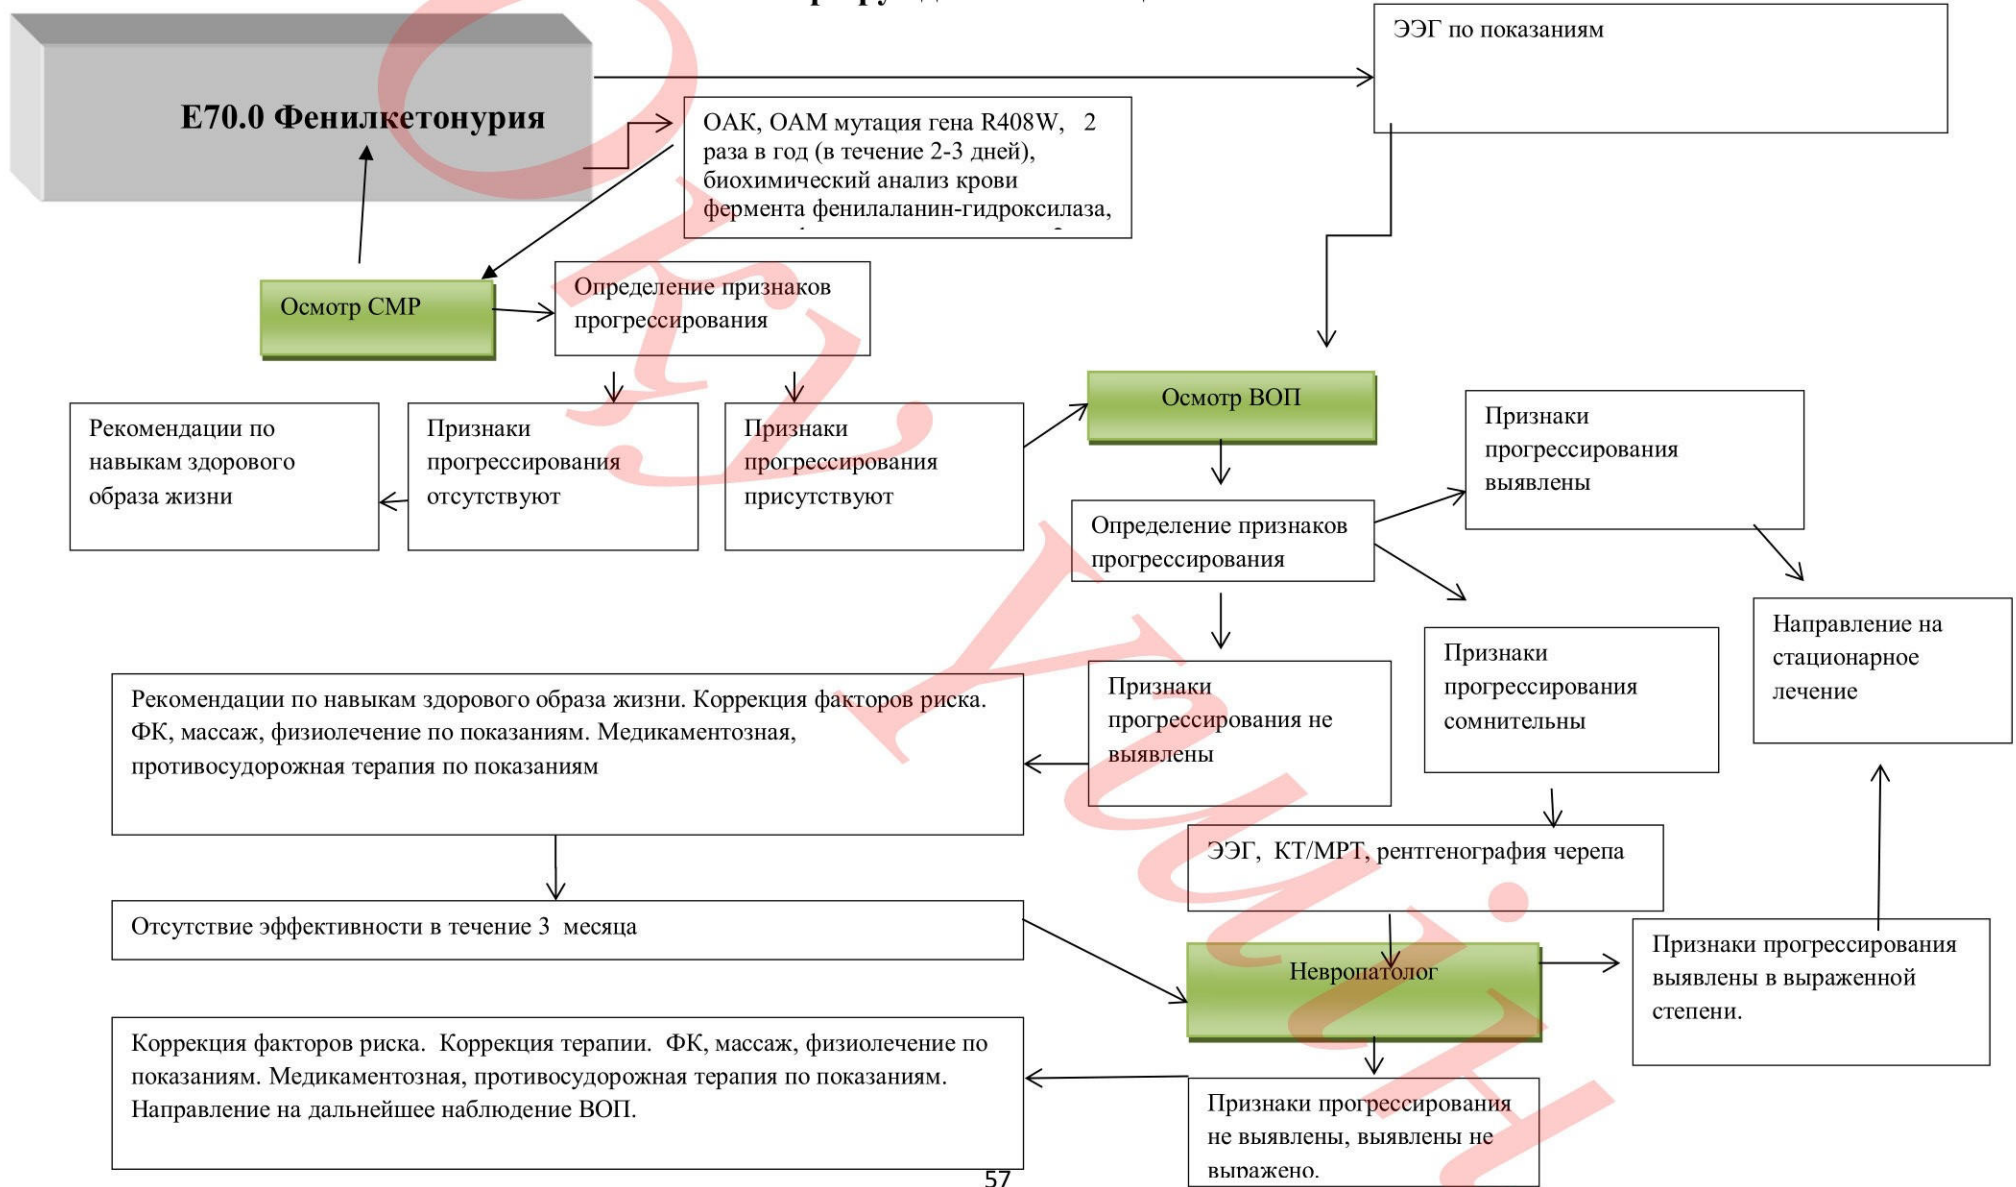 ЭЭГ по показаниям
Е70.0 Фенилкетонурия
ОАК, ОАМ мутация гена R408W, 2
раза в год (в течение 2-3 дней),
биохимический анализ крови
фермента фенилаланин-гидроксилаза,
Осмотр СМР
Определение признаков
прогрессирования
Рекомендации по
навыкам здорового
образа жизни
Признаки
прогрессирования
отсутствуют
Признаки
прогрессирования
присутствуют
Осмотр ВОП
Признаки
прогрессирования
выявлены
Определение признаков
прогрессирования
Направление на
стационарное
лечение
Признаки
прогрессирования
сомнительны
Признаки
прогрессирования не
выявлены
Рекомендации по навыкам здорового образа жизни. Коррекция факторов риска.
ФК, массаж, физиолечение по показаниям. Медикаментозная,
противосудорожная терапия по показаниям
ЭЭГ, КТ/МРТ, рентгенография черепа
Отсутствие эффективности в течение 3 месяца
Невропатолог
Признаки прогрессирования
выявлены в выраженной
степени.
Коррекция факторов риска. Коррекция терапии. ФК, массаж, физиолечение по
показаниям. Медикаментозная, противосудорожная терапия по показаниям.
Направление на дальнейшее наблюдение ВОП.
Признаки прогрессирования
не выявлены, выявлены не
выражено.
57